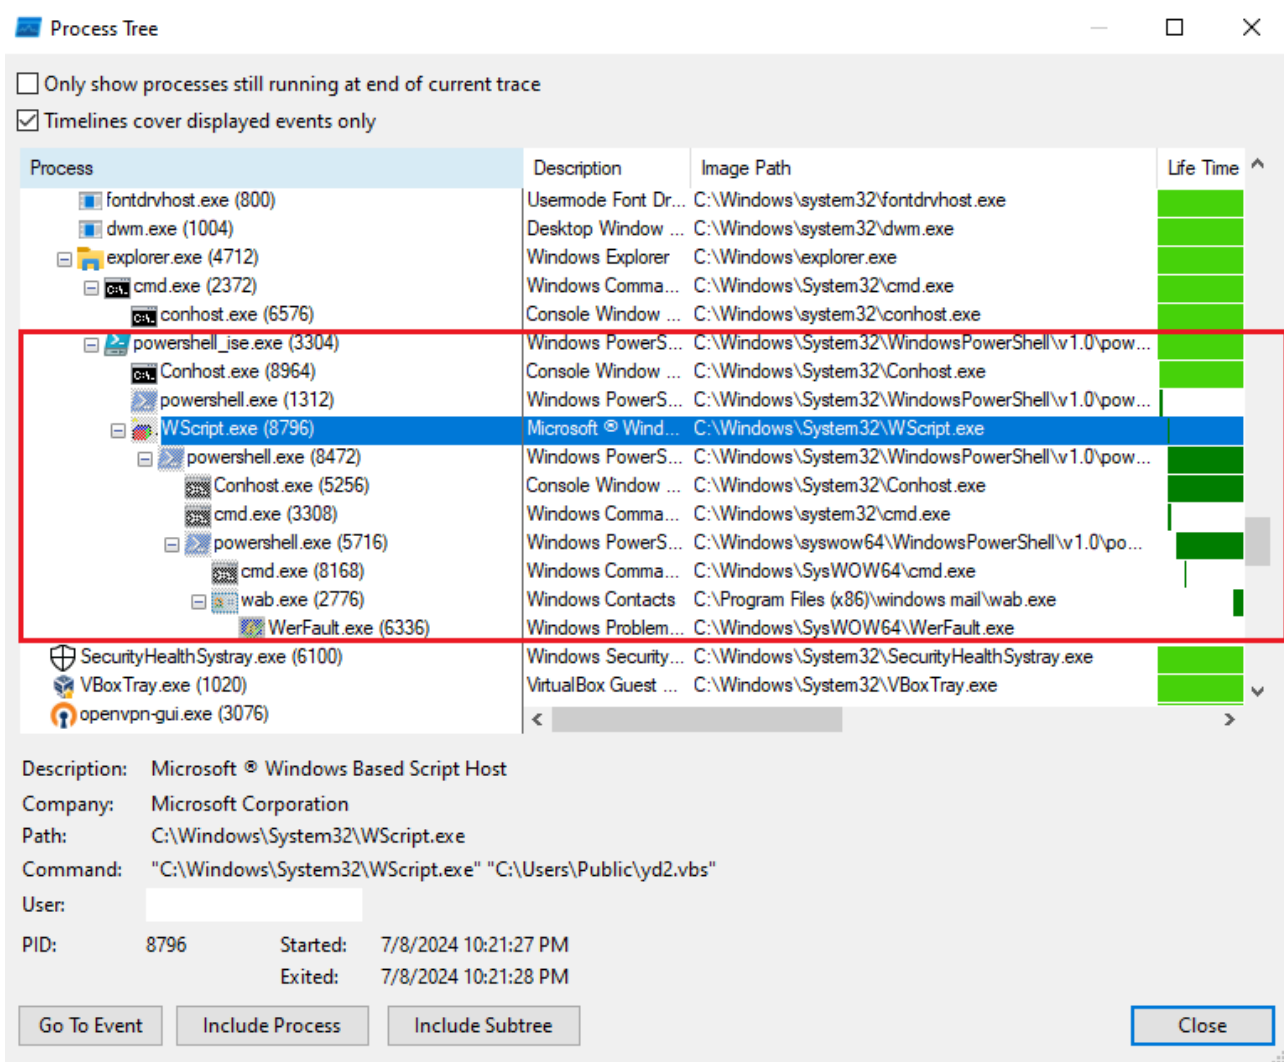 Process Tree
Only show processes still running at end of current trace
Timelines cover displayed events only
Process Description Image Path Life Time
fontdrvhost.exe (800) Usermode Font Dr... C:\Windows\system32\fontdrvhost.exe
dwm.exe (1004) Desktop Window ... C:\Windows\system32\dwm.exe
explorer.exe (4712) Windows Explorer C:\Windows\explorer.exe
cmd.exe (2372) Windows Comma... C:\Windows\System32\cmd.exe
conhost.exe (6576) Console Window ... C:\Windows\system32\conhost.exe
powershell_ise.exe (3304) Windows PowerS... C:\Windows\System32\WindowsPowerShell\v1.0\pow...
Conhost.exe (8964) Console Window ... C:\Windows\System32\Conhost.exe
powershell.exe (1312) Windows PowerS... C:\Windows\System32\WindowsPowerShell\v1.0\pow...
WScript.exe (8796) Microsoft ® Wind... C:\Windows\System32\WScript.exe
powershell.exe (8472) Windows PowerS... C:\Windows\System32\WindowsPowerShell\v1.0\pow...
Conhost.exe (5256) Console Window ... C:\Windows\System32\Conhost.exe
cmd.exe (3308) Windows Comma... C:\Windows\system32\cmd.exe
powershell.exe (5716) Windows PowerS... C:\Windows\syswow64\WindowsPowerShell\v1.0\po...
cmd.exe (8168) Windows Comma... C:\Windows\SysWOW64\cmd.exe
wab.exe (2776) Windows Contacts C:\Program Files (x86)\windows mail\wab.exe
WerFault.exe (6336) Windows Problem... C:\Windows\SysWOW64\WerFault.exe
SecurityHealthSystray.exe (6100) Windows Security... C:\Windows\System32\SecurityHealthSystray.exe
VBoxTray.exe (1020) VirtualBox Guest ... C:\Windows\System32\VBoxTray.exe
openvpn-gui.exe (3076)
Description: Microsoft ® Windows Based Script Host
Company: Microsoft Corporation
Path: C:\Windows\System32\WScript.exe
Command: "C:\Windows\System32\WScript.exe" "C:\Users\Public\yd2.vbs"
User:
PID: 8796 Started: 7/8/2024 10:21:27 PM
Exited: 7/8/2024 10:21:28 PM
Go To Event Include Process Include Subtree Close